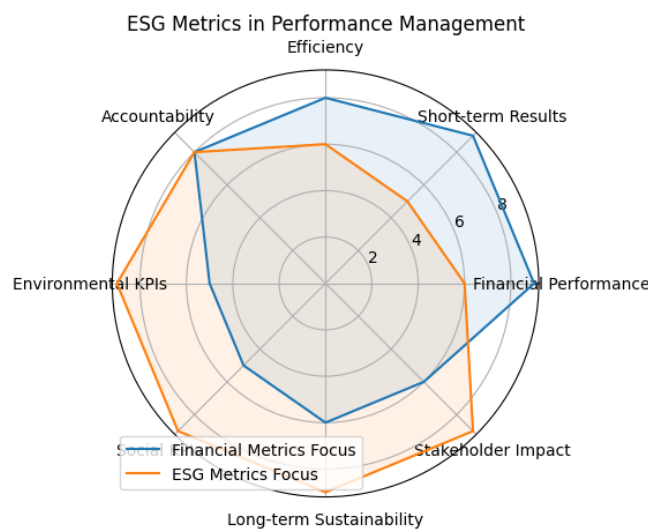 ESG Metrics in Performance Management
Efficiency
Accountability
Short-term Results
8
6
4
2
Environmental KPIs
Financial Performance
Social
Stakeholder Impact
Financial Metrics Focus
ESG Metrics Focus
Long-term Sustainability